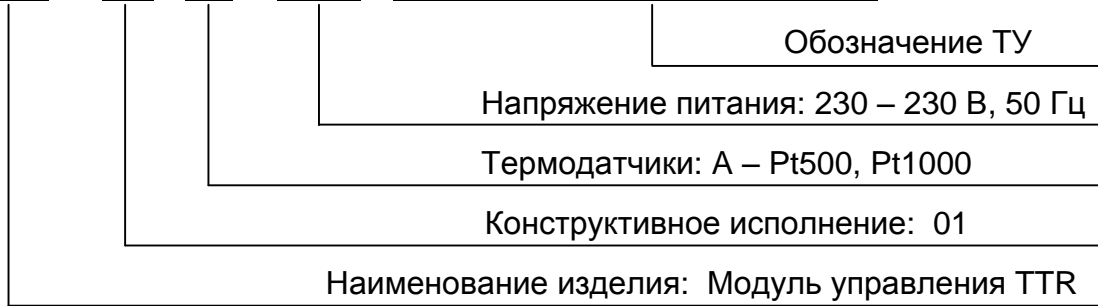 Обозначение ТУ
Напряжение питания: 230 – 230 В, 50 Гц
Термодатчики: А – Pt500, Pt1000
Конструктивное исполнение: 01
Наименование изделия: Модуль управления TTR